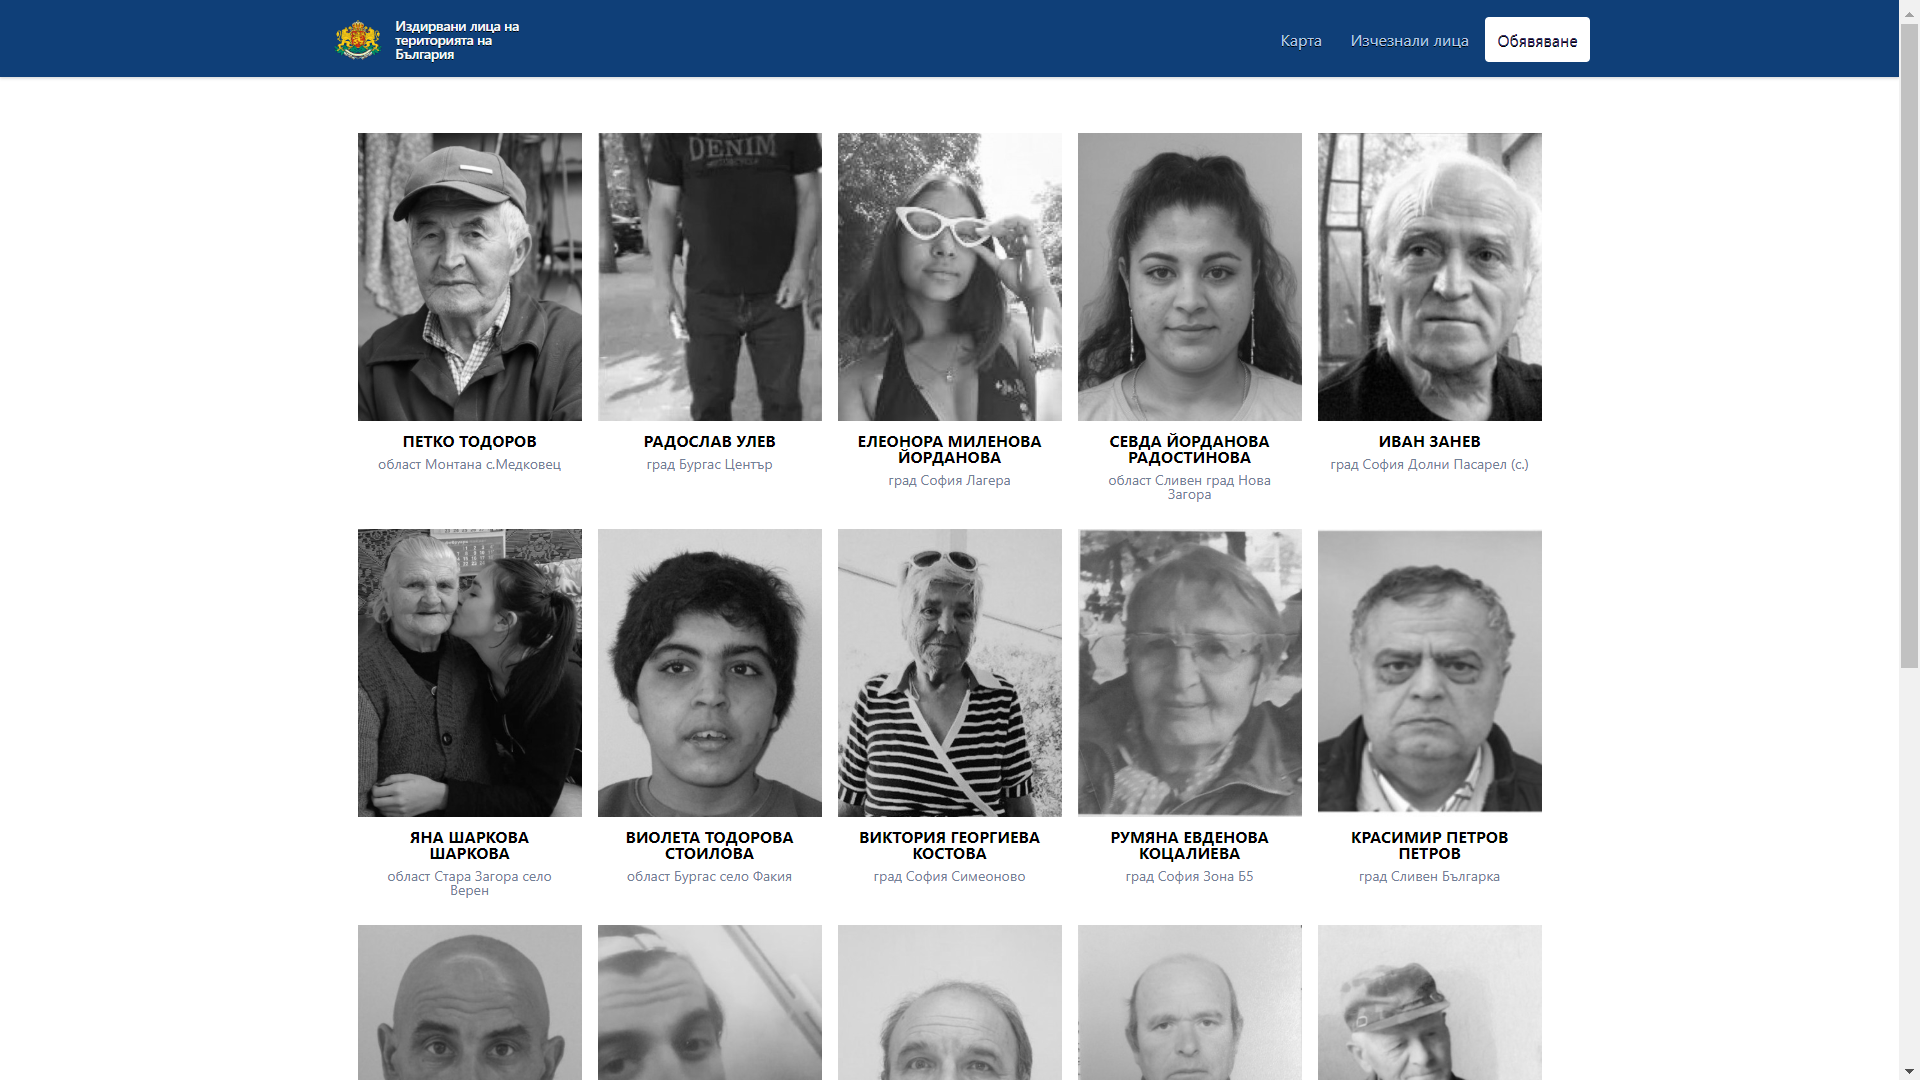 Издирвани лица на
територията на
България
Карта
Изчезнали лица
Обявяване
DENIM
ПЕТКО ТОДОРОВ
област Монтана с.Медковец
РАДОСЛАВ УЛЕВ
град Бургас Център
ЕЛЕОНОРА МИЛЕНОВА
ЙОРДАНОВА
град София Лагера
СЕВДА ЙОРДАНОВА
РАДОСТИНОВА
област Сливен град Нова
Загора
ИВАН ЗАНЕВ
град София Долни Пасарел (с.)
ЯНА ШАРКОВА
ШАРКОВА
област Стара Загора село
Верен
ВИОЛЕТА ТОДОРОВА
СТОИЛОВА
област Бургас село Факия
ВИКТОРИЯ ГЕОРГИЕВА
КОСТОВА
град София Симеоново
РУМЯНА ЕВДЕНОВА
КОЦАЛИЕВА
град София Зона Б5
КРАСИМИР ПЕТРОВ
ПЕТРОВ
град Сливен Българка